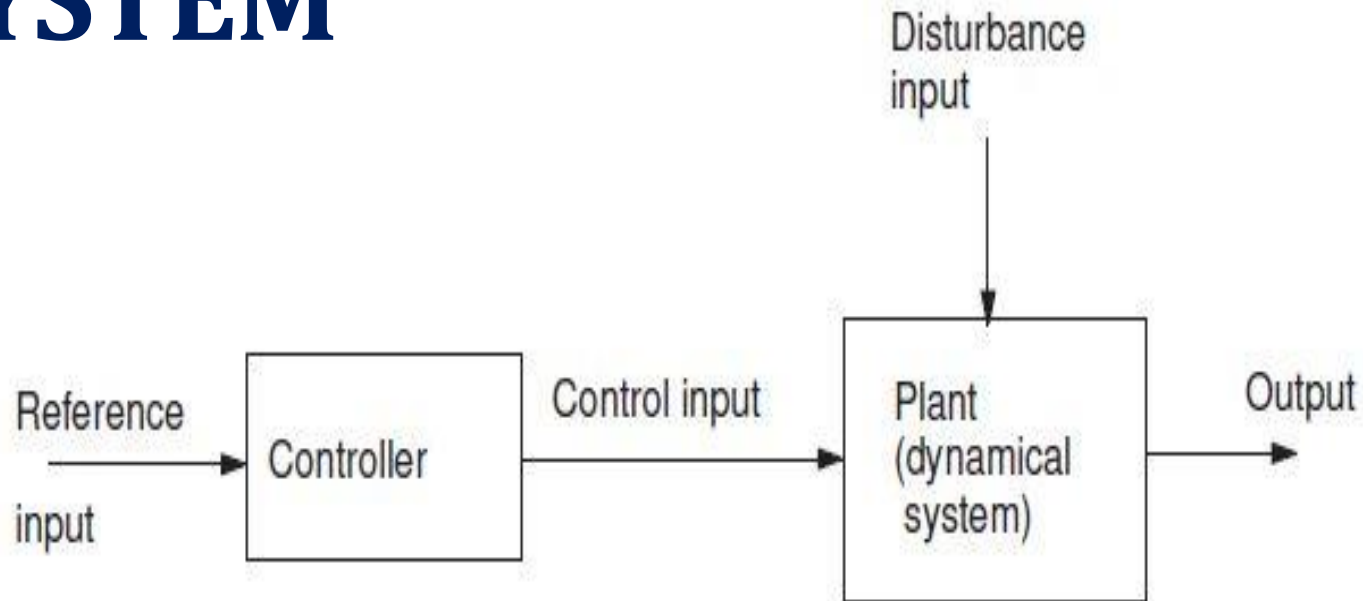 YSTEM
Disturbance
input
Reference
input
Controller
Control input
Plant
(dynamical
system)
Output